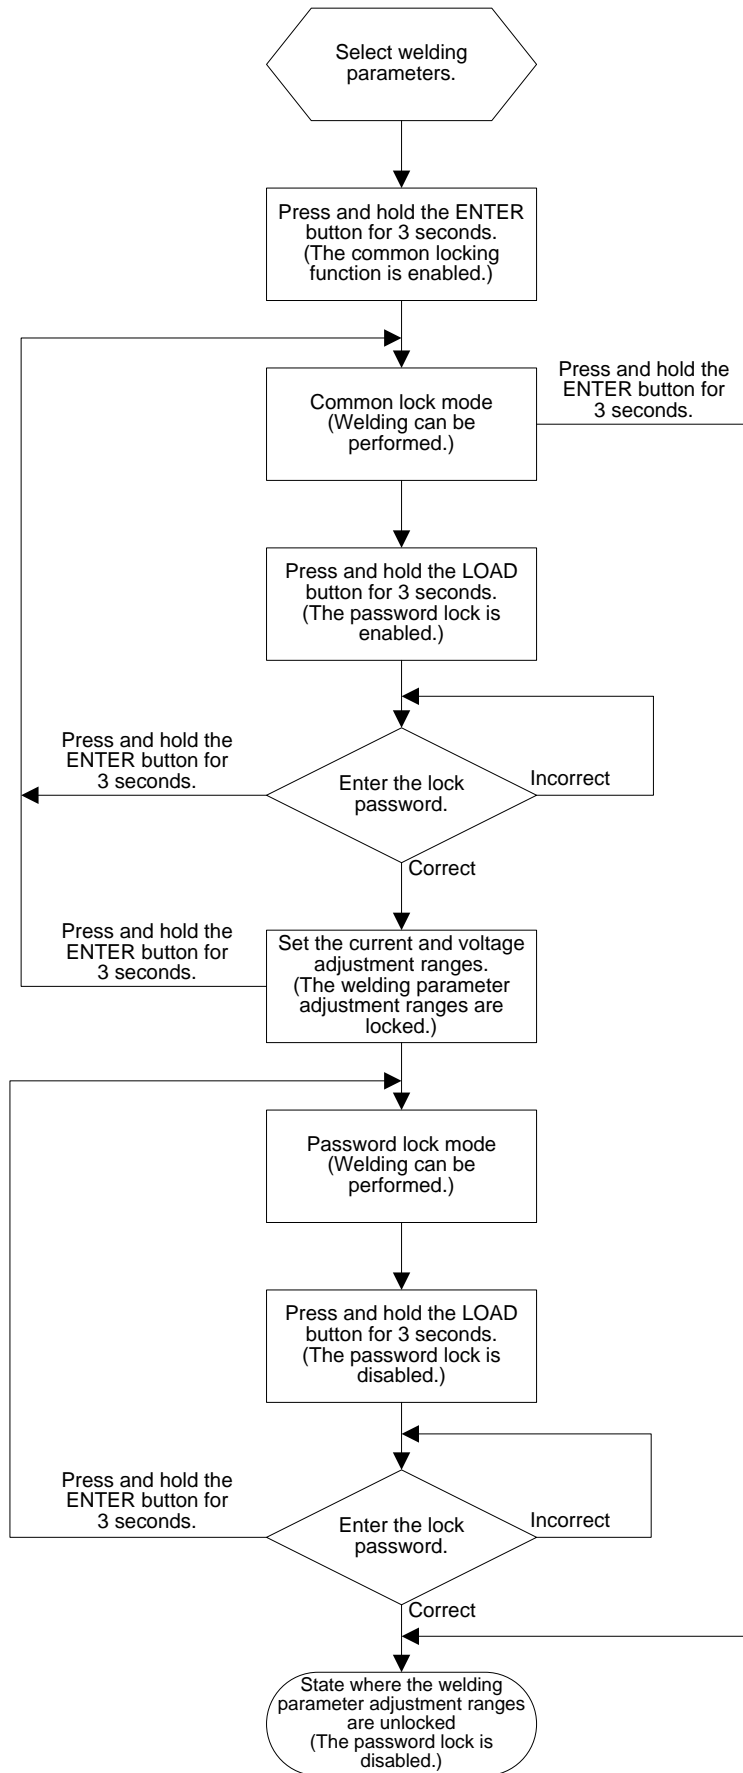 Select welding
parameters.
Press and hold the ENTER
button for 3 seconds.
(The common locking
function is enabled.)
Common lock mode
(Welding can be
performed.)
Press and hold the
ENTER button for
3 seconds.
Press and hold the LOAD
button for 3 seconds.
(The password lock is
enabled.)
Press and hold the
ENTER button for
3 seconds.
Enter the lock
password.
Incorrect
Correct
Press and hold the
ENTER button for
3 seconds.
Set the current and voltage
adjustment ranges.
(The welding parameter
adjustment ranges are
locked.)
Password lock mode
(Welding can be
performed.)
Press and hold the LOAD
button for 3 seconds.
(The password lock is
disabled.)
Press and hold the
ENTER button for
3 seconds.
Enter the lock
password.
Incorrect
Correct
State where the welding
parameter adjustment ranges
are unlocked
(The password lock is
disabled.)